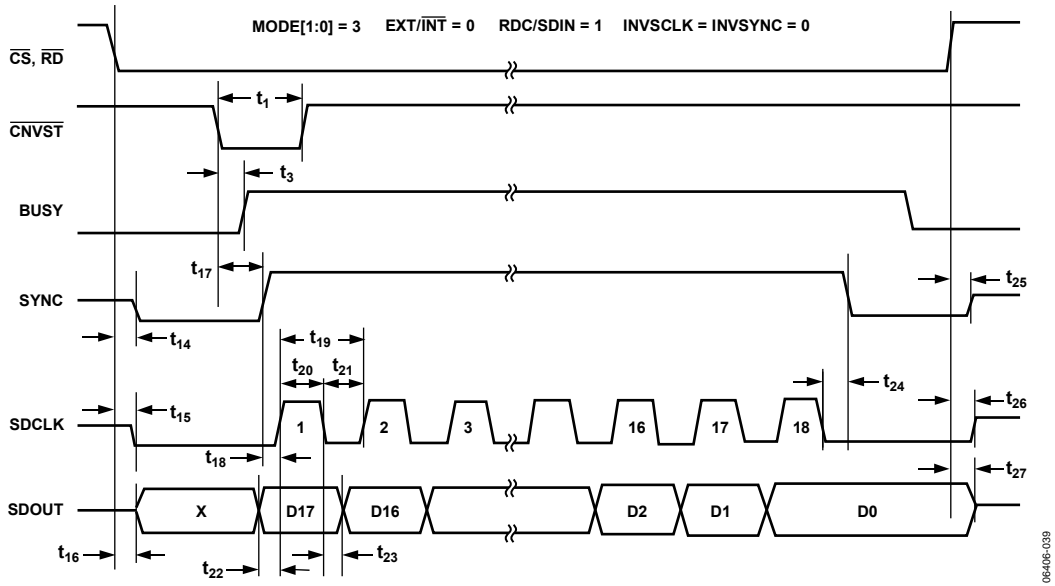 MODE[1:0] = 3 EXT/INT = 0 RDC/SDIN = 1 INVSCLK = INVSYNC = 0
CS, RD
t1
CNVST
t3
BUSY
t17
SYNC
t25
t14
t19
t20 t21
t24
t15
t26
SDCLK
1 2 3 16 17 18
t18
t27
SDOUT
X D17 D16 D2 D1 D0
t16
t22
t23
06406-039